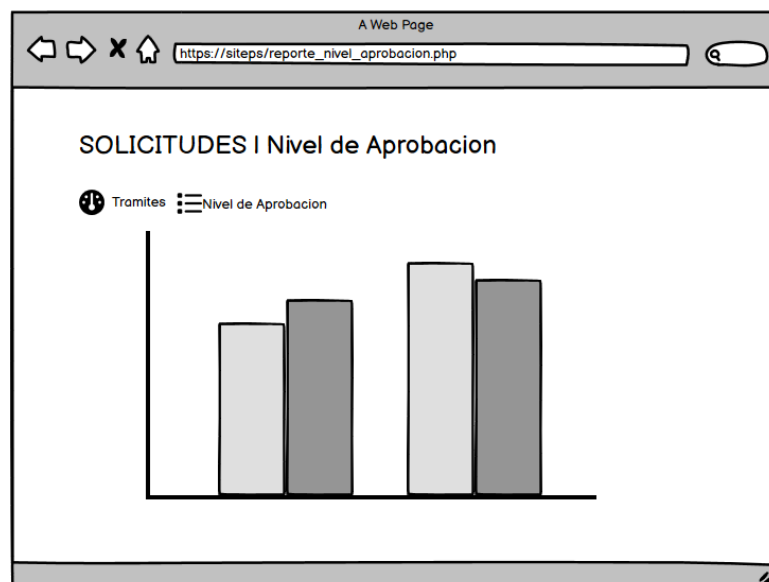 A Web Page
https://siteps/reporte_nivel_aprobacion.php
SOLICITUDES | Nivel de Aprobacion
Tramites Nivel de Aprobacion